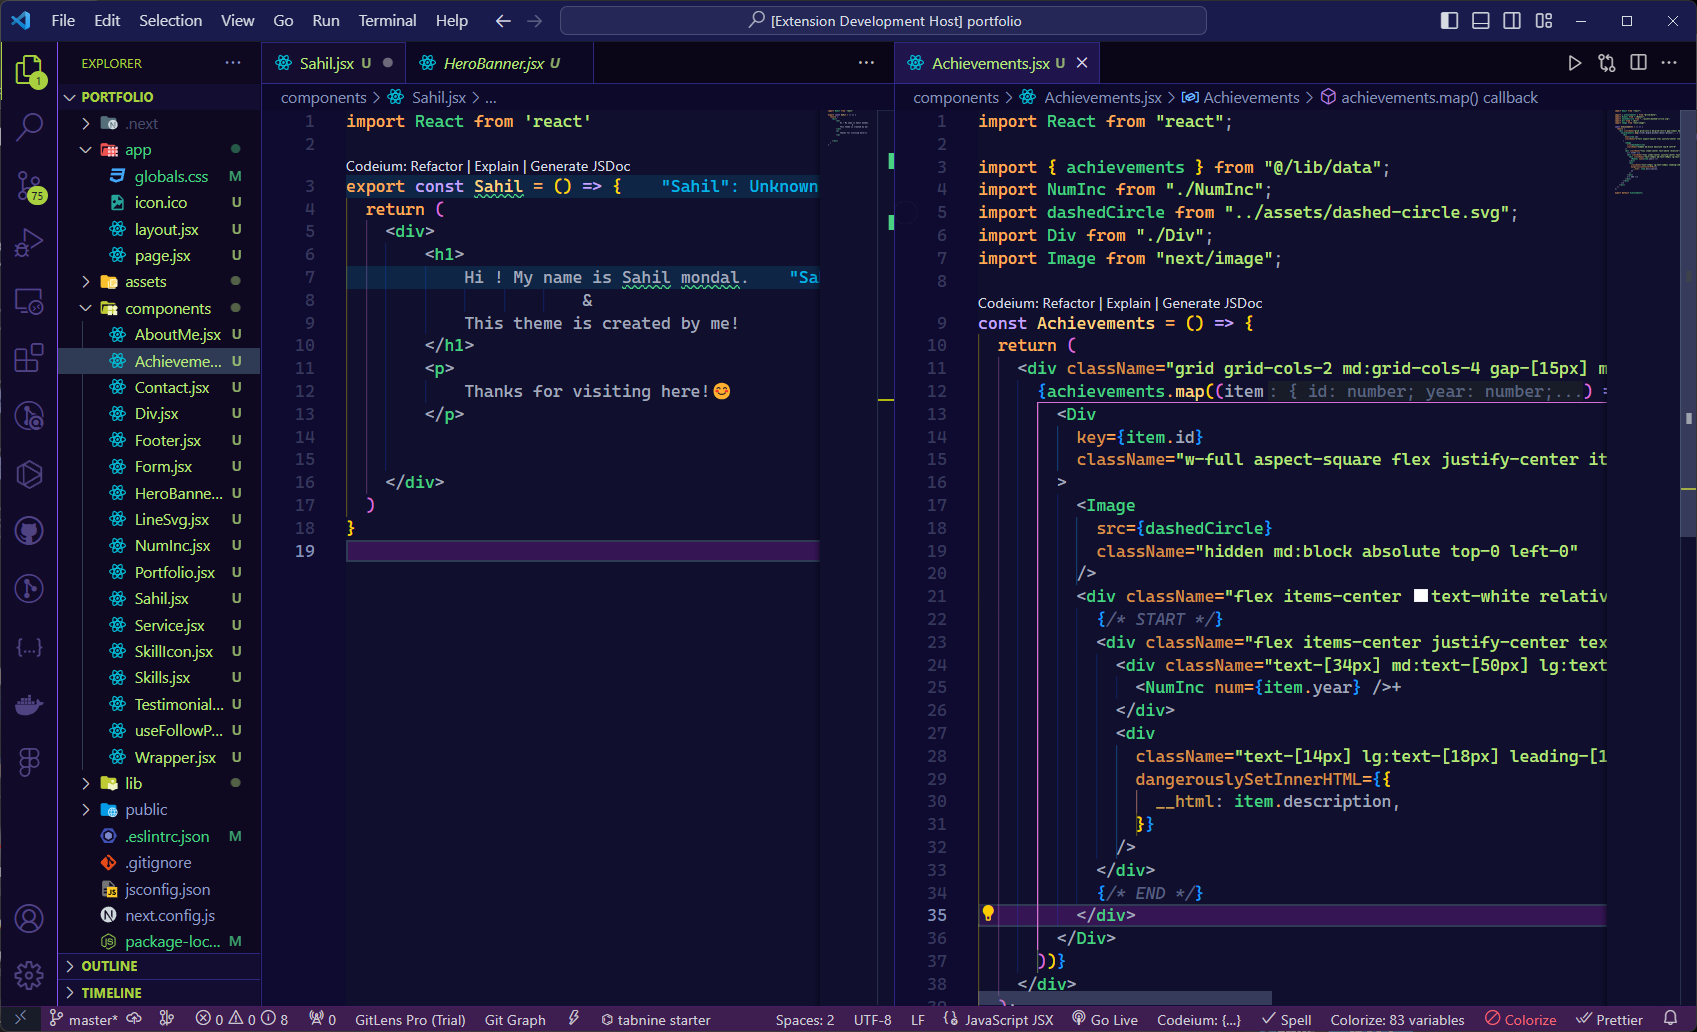 File Edit Selection View Go Run Terminal Help
[Extension Development Host] portfolio
EXPLORER
PORTFOLIO
.next
app
globals.css M
icon.ico U
layout.jsx U
page.jsx U
assets
components
AboutMe.jsx U
Achieveme... U
Contact.jsx U
Div.jsx U
Footer.jsx U
Form.jsx U
HeroBanne... U
LineSvg.jsx U
NumInc.jsx U
Portfolio.jsx U
Sahil.jsx U
Service.jsx U
SkillIcon.jsx U
Skills.jsx U
Testimonial... U
useFollowP... U
Wrapper.jsx U
lib
public
.eslintrc.json M
.gitignore
jsconfig.json
next.config.js
package-loc... M
OUTLINE
TIMELINE
1
75
Sahil.jsx U
HeroBanner.jsx U
components > Sahil.jsx > ...
1 import React from 'react'
2
Codeium: Refactor | Explain | Generate JSDoc
3 export const Sahil = () => { "Sahil": Unknown
4 return (
5 <div>
6 <h1>
7 Hi ! My name is Sahil mondal. "Sa
8 &
9 This theme is created by me!
10 </h1>
11 <p>
12 Thanks for visiting here!😊
13 </p>
14
15
16 </div>
17 )
18 }
19
Achievements.jsx U
components > Achievements.jsx > Achievements > achievements.map() callback
1 import React from "react";
2
3 import { achievements } from "@/lib/data";
4 import NumInc from "./NumInc";
5 import dashedCircle from "../assets/dashed-circle.svg";
6 import Div from "./Div";
7 import Image from "next/image";
8
Codeium: Refactor | Explain | Generate JSDoc
9 const Achievements = () => {
10 return (
11 <div className="grid grid-cols-2 md:grid-cols-4 gap-[15px] m
12 {achievements.map((item: { id: number; year: number;...) =
13 <Div
14 key={item.id}
15 className="w-full aspect-square flex justify-center it
16 >
17 <Image
18 src={dashedCircle}
19 className="hidden md:block absolute top-0 left-0"
20 />
21 <div className="flex items-center text-white relativ
22 {/* START */}
23 <div className="flex items-center justify-center tex
24 <div className="text-[34px] md:text-[50px] lg:text
25 <NumInc num={item.year} />+
26 </div>
27 <div
28 className="text-[14px] lg:text-[18px] leading-[1
29 dangerouslySetInnerHTML={{
30 __html: item.description,
31 }}
32 />
33 </div>
34 {/* END */}
35 </div>
36 </Div>
37 ))}
38 </div>
39 );
master* 0 0 8 0 GitLens Pro (Trial) Git Graph tabnine starter Spaces: 2 UTF-8 LF JavaScript JSX Go Live Codeium: {...} Spell Colorize: 83 variables Colorize Prettier